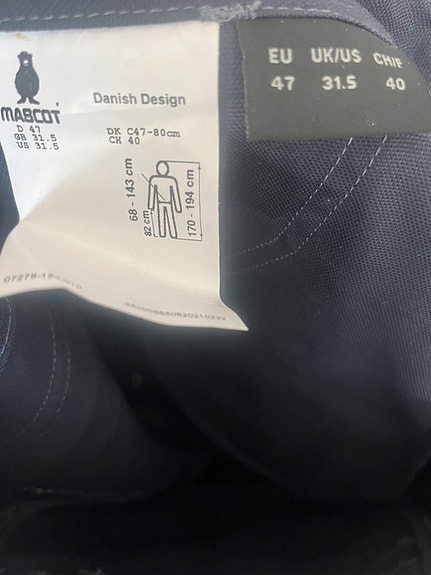 MASCOT
Danish Design
D 47
GB 31.5
US 31.5
DK C47-80cm
CH 40
68 - 143 cm
82 cm
170 - 194 cm
EU UK/US CH/F
47 31.5 40